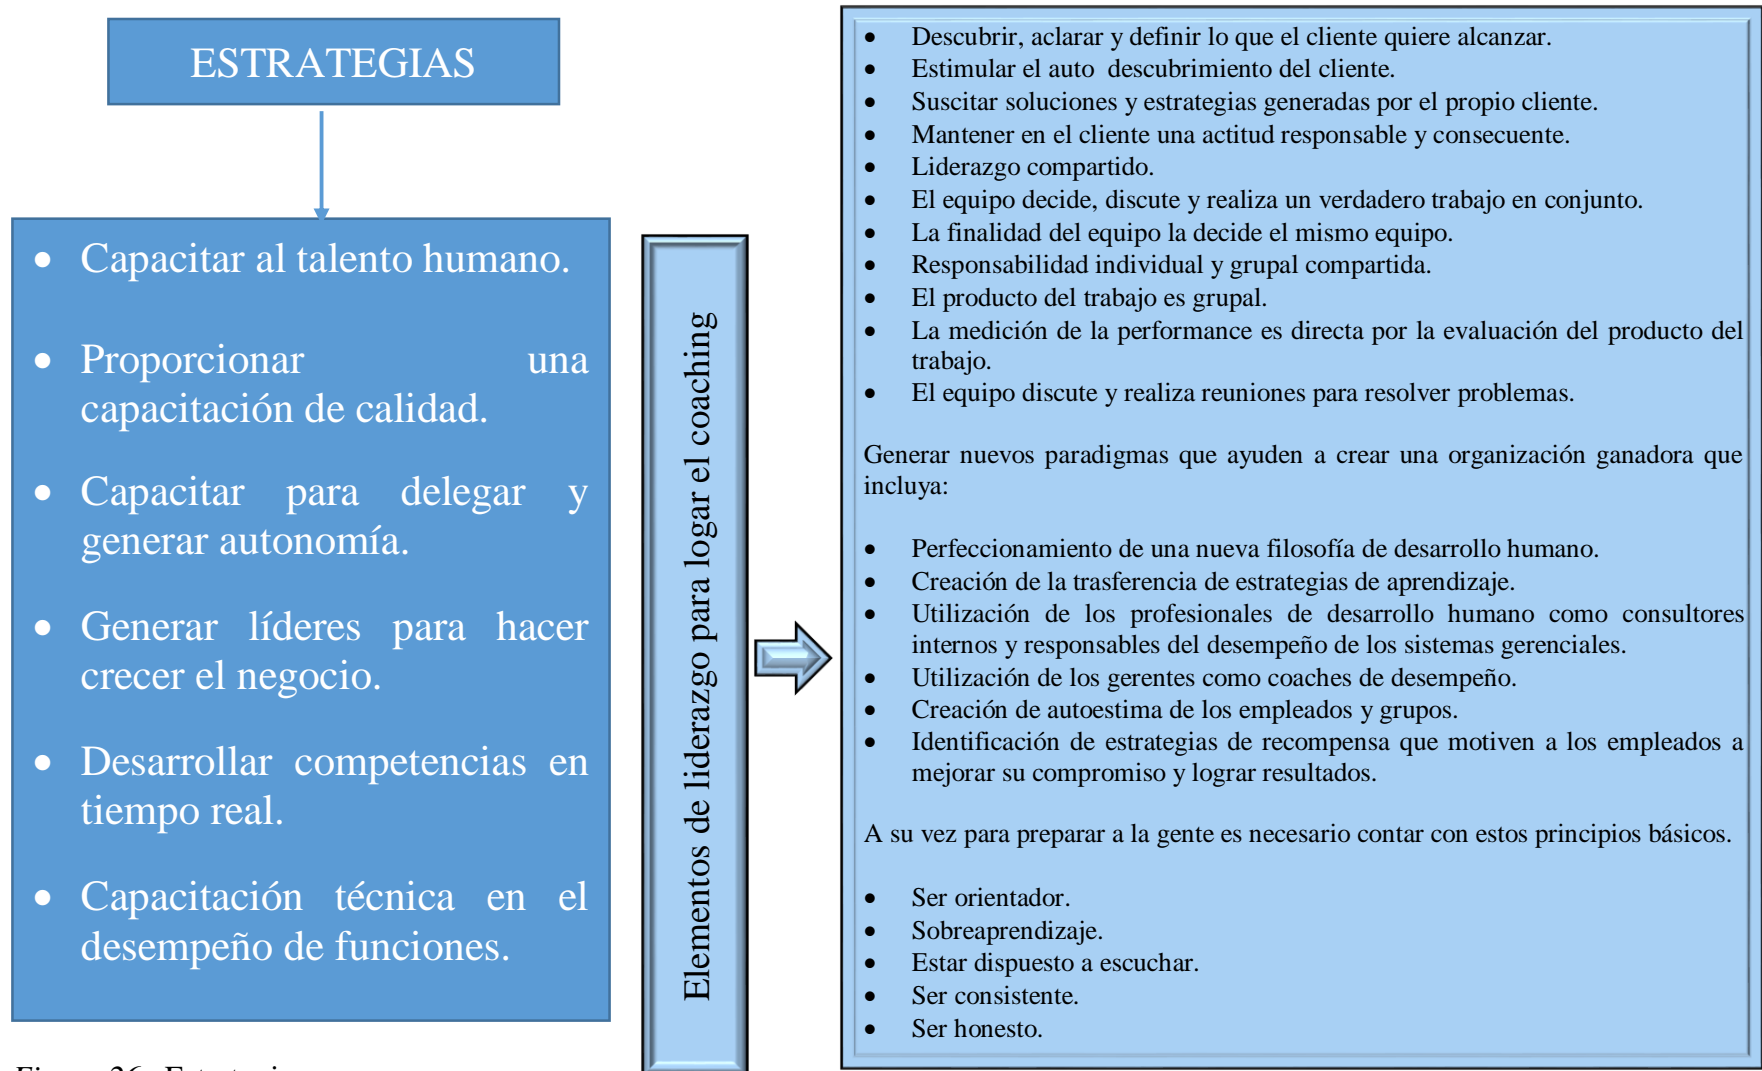 ESTRATEGIAS
• Capacitar al talento humano.
• Proporcionar una
capacitación de calidad.
• Capacitar para delegar y
generar autonomía.
• Generar líderes para hacer
crecer el negocio.
• Desarrollar competencias en
tiempo real.
• Capacitación técnica en el
desempeño de funciones.
Elementos de liderazgo para logar el coaching
• Descubrir, aclarar y definir lo que el cliente quiere alcanzar.
• Estimular el auto descubrimiento del cliente.
• Suscitar soluciones y estrategias generadas por el propio cliente.
• Mantener en el cliente una actitud responsable y consecuente.
• Liderazgo compartido.
• El equipo decide, discute y realiza un verdadero trabajo en conjunto.
• La finalidad del equipo la decide el mismo equipo.
• Responsabilidad individual y grupal compartida.
• El producto del trabajo es grupal.
• La medición de la performance es directa por la evaluación del producto del
trabajo.
• El equipo discute y realiza reuniones para resolver problemas.
Generar nuevos paradigmas que ayuden a crear una organización ganadora que
incluya:
• Perfeccionamiento de una nueva filosofía de desarrollo humano.
• Creación de la trasferencia de estrategias de aprendizaje.
• Utilización de los profesionales de desarrollo humano como consultores
internos y responsables del desempeño de los sistemas gerenciales.
• Utilización de los gerentes como coaches de desempeño.
• Creación de autoestima de los empleados y grupos.
• Identificación de estrategias de recompensa que motiven a los empleados a
mejorar su compromiso y lograr resultados.
A su vez para preparar a la gente es necesario contar con estos principios básicos.
• Ser orientador.
• Sobreaprendizaje.
• Estar dispuesto a escuchar.
• Ser consistente.
• Ser honesto.